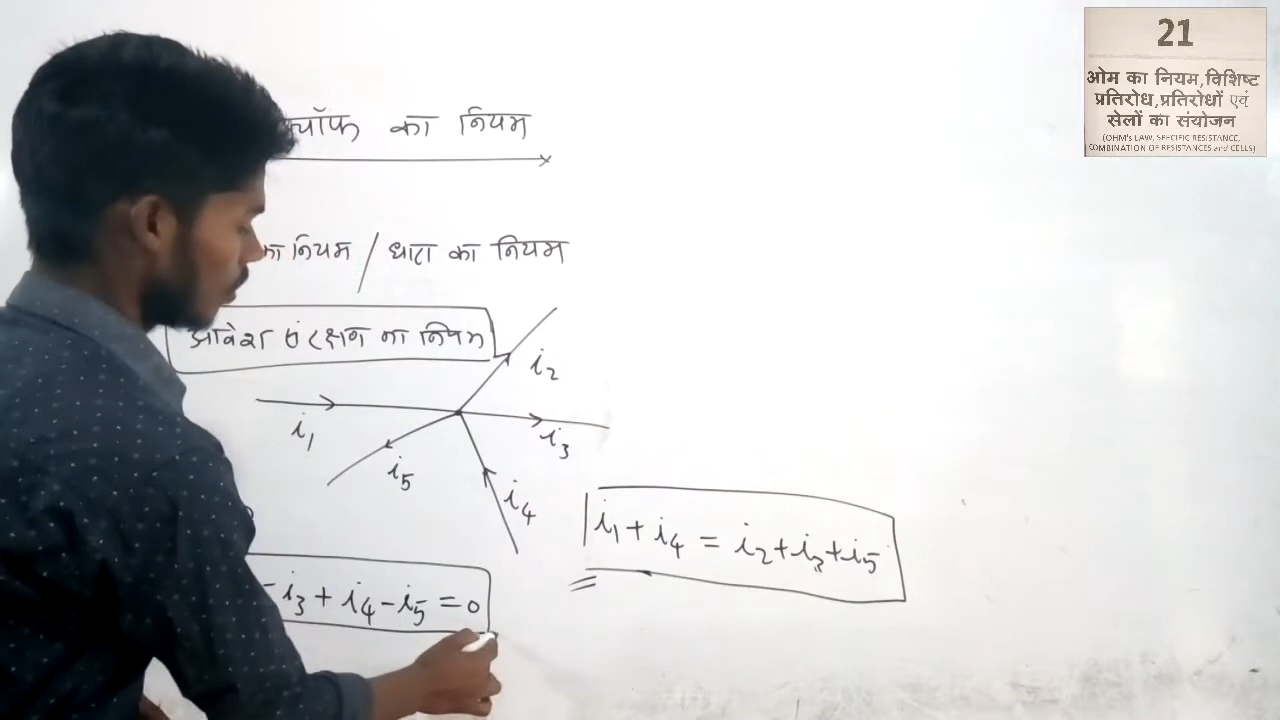 21
ओम का नियम,विशिष्ट
प्रतिरोध,प्रतिरोधों एवं
सेलों का संयोजन
(OHM's LAW, SPECIFIC RESISTANCE,
COMBINATION OF RESISTANCES and CELLS)
र्चॉफ का नियम
का नियम / धारा का नियम
आवेश संरक्षण का नियम
i₂
i₁
i₃
i₅
i₄
i₁ + i₄ = i₂+i₃+i₅
- i₃ + i₄ - i₅ = 0